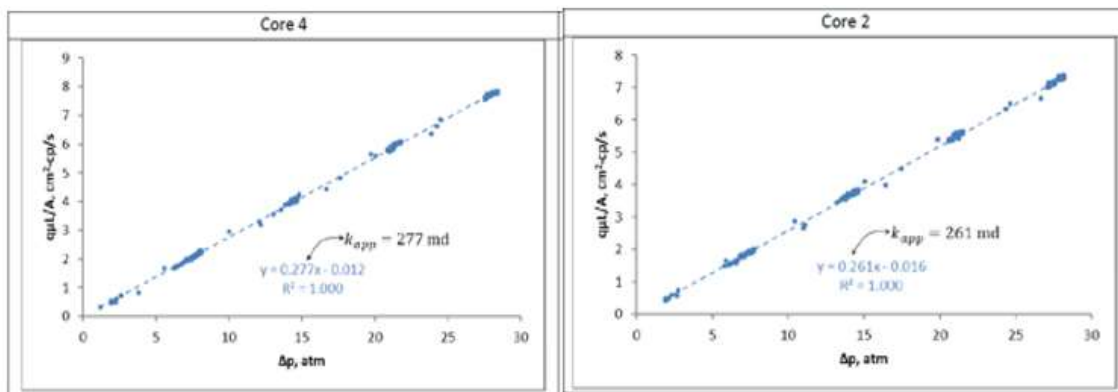 Core 4
9
8
7
6
5
4
3
2
1
0
qμL/A, cm²-cp/s
k_app = 277 md
y = 0.277x - 0.012
R² = 1.000
0 5 10 15 20 25 30
Δp, atm
Core 2
8
7
6
5
4
3
2
1
0
qμL/A, cm²-cp/s
k_app = 261 md
y = 0.261x - 0.016
R² = 1.000
0 5 10 15 20 25 30
Δp, atm